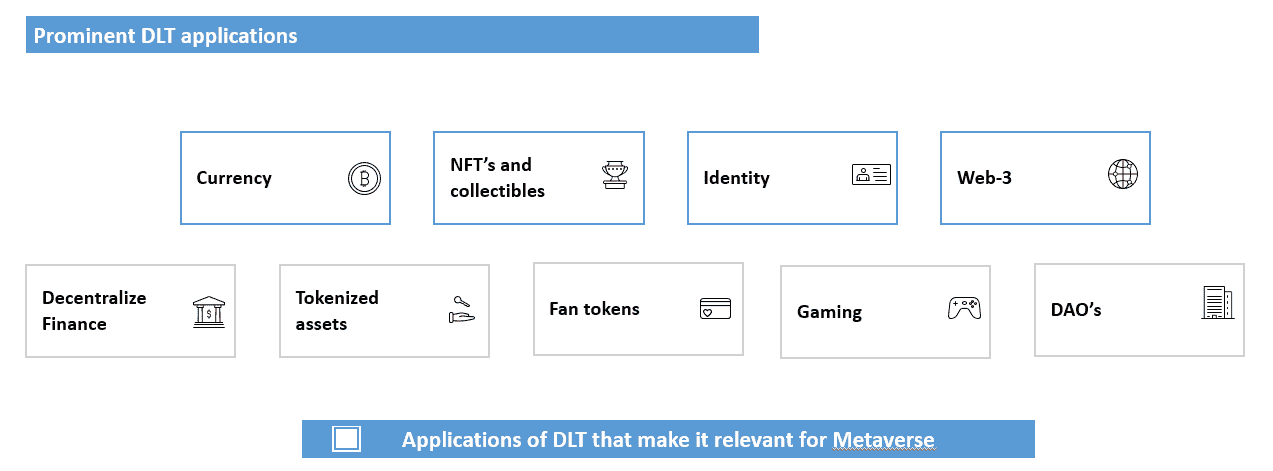 Prominent DLT applications
Currency
NFT's and
collectibles
Identity
Web-3
Decentralize
Finance
Tokenized
assets
Fan tokens
Gaming
DAO's
Applications of DLT that make it relevant for Metaverse